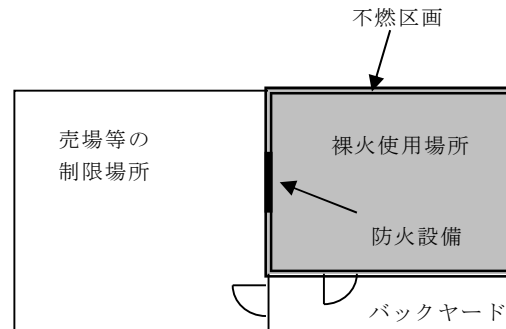 不燃区画
売場等の
制限場所
裸火使用場所
防火設備
バックヤード